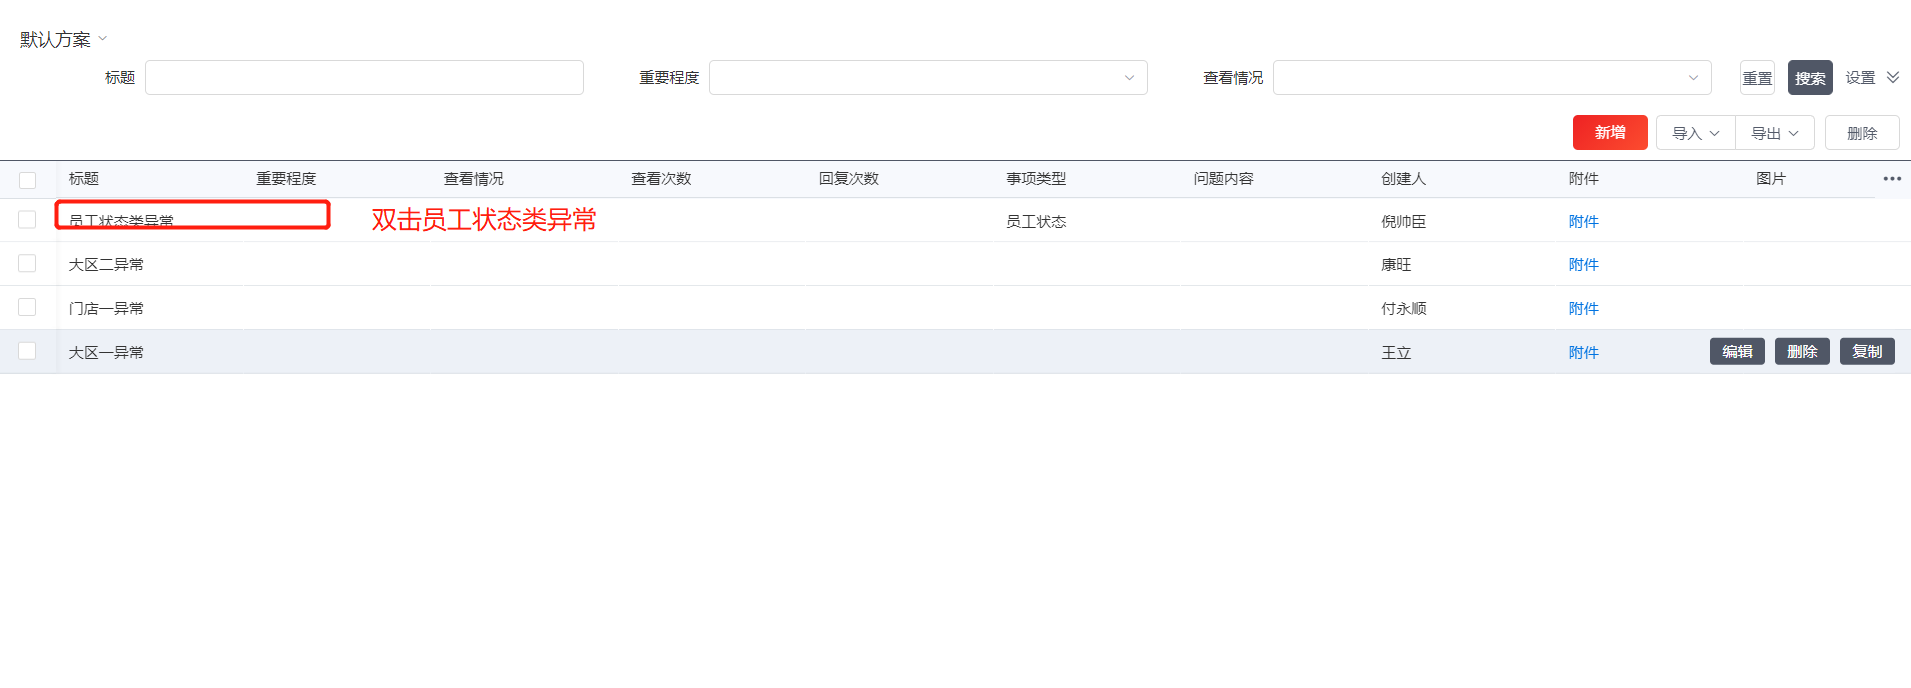 默认方案
标题 重要程度 查看情况 重置 搜索 设置
新增 导入 导出 删除
标题 重要程度 查看情况 查看次数 回复次数 事项类型 问题内容 创建人 附件 图片
员工状态类异常 双击员工状态类异常 员工状态 倪帅臣 附件
大区二异常 康旺 附件
门店一异常 付永顺 附件
大区一异常 王立 附件 编辑 删除 复制